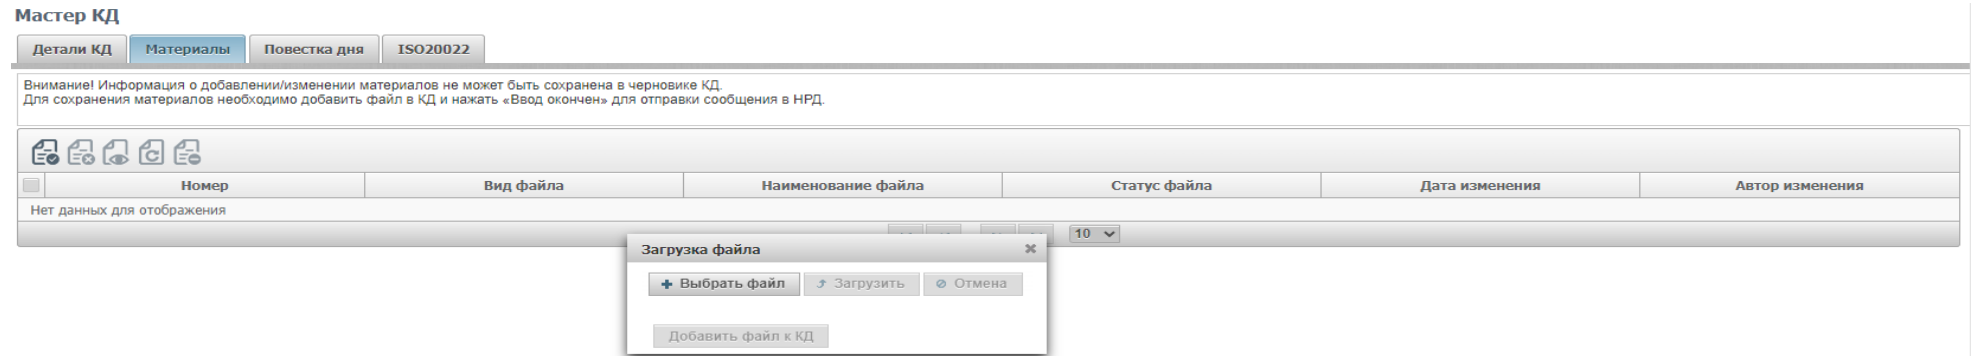 Мастер КД
Детали КД Материалы Повестка дня ISO20022
Внимание! Информация о добавлении/изменении материалов не может быть сохранена в черновике КД.
Для сохранения материалов необходимо добавить файл в КД и нажать «Ввод окончен» для отправки сообщения в НРД.
Номер Вид файла Наименование файла Статус файла Дата изменения Автор изменения
Нет данных для отображения
10
Загрузка файла
Выбрать файл Загрузить Отмена
Добавить файл к КД